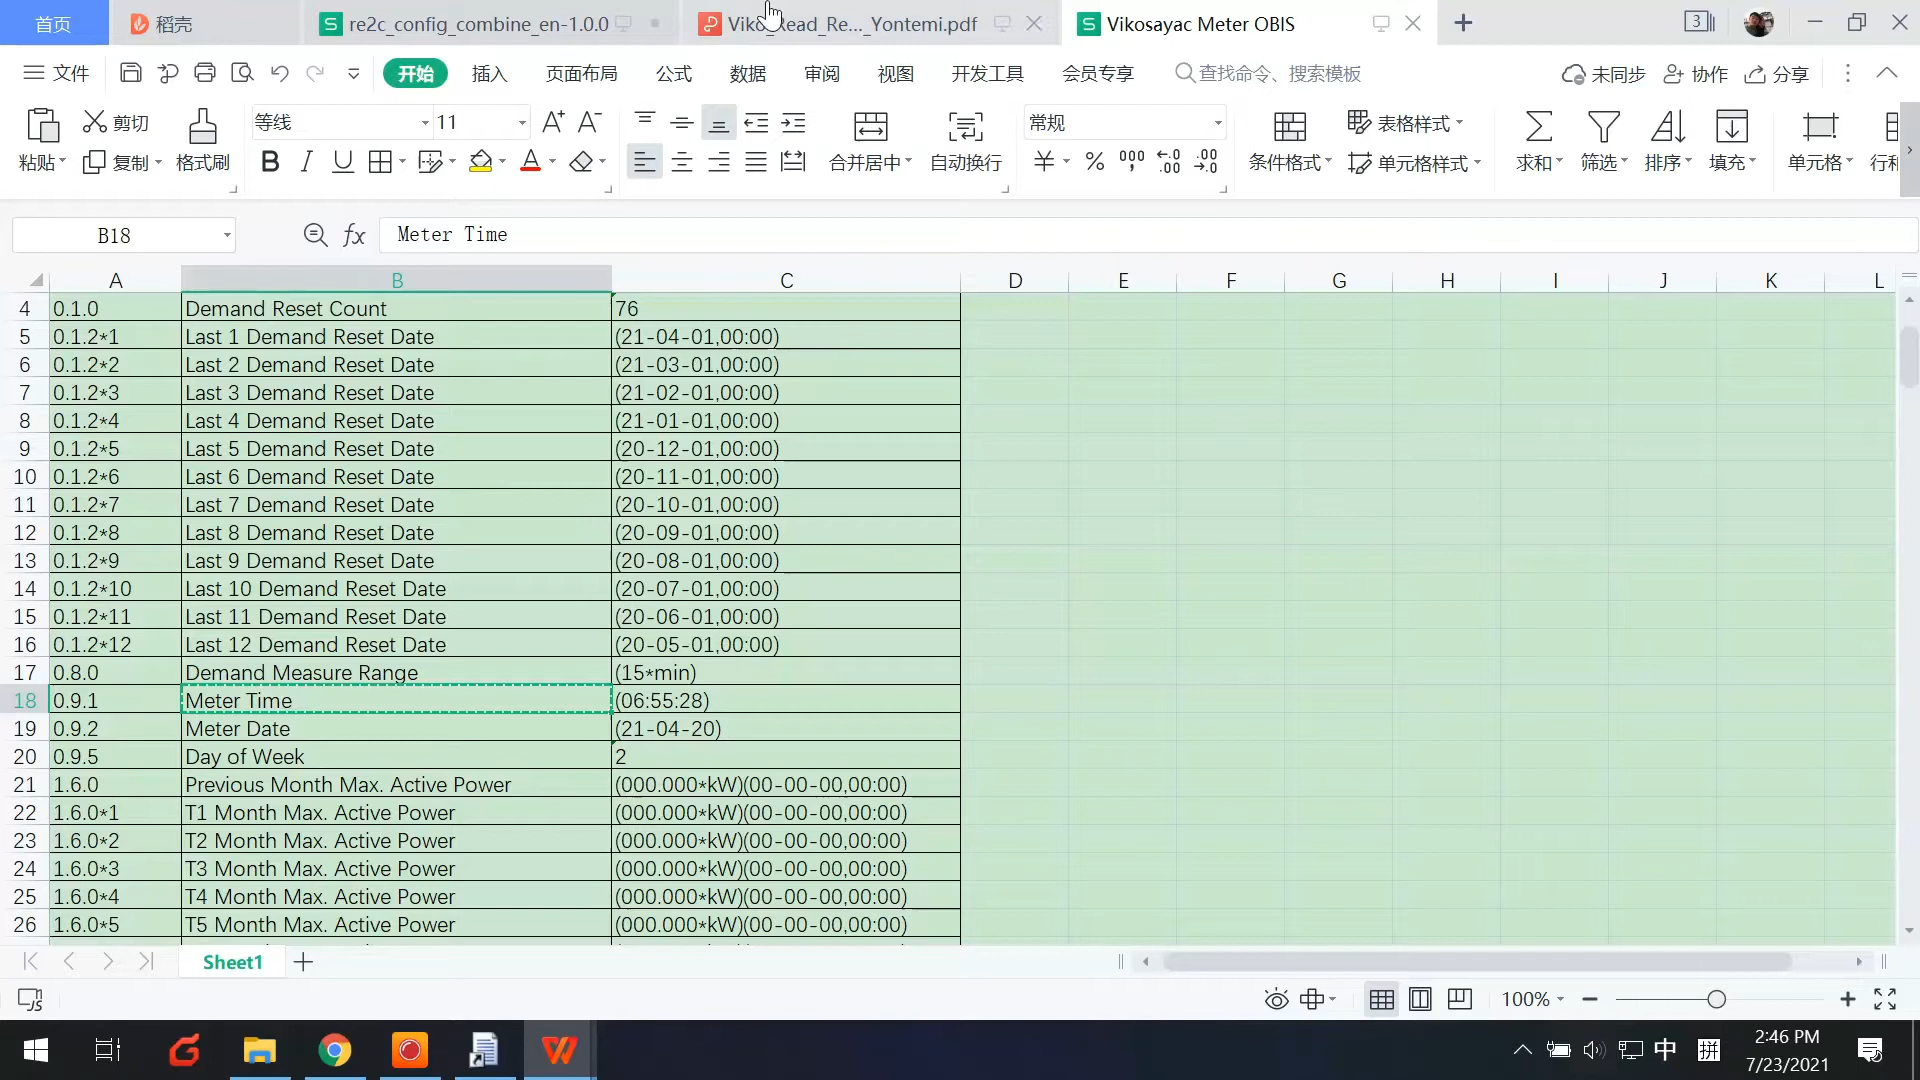 首页
稻壳
re2c_config_combine_en-1.0.0
Viko_Read_Re..._Yontemi.pdf
Vikosayac Meter OBIS
3
文件
开始
插入
页面布局
公式
数据
审阅
视图
开发工具
会员专享
查找命令、搜索模板
未同步
协作
分享
粘贴
剪切
复制
格式刷
等线
11
合并居中
自动换行
常规
条件格式
表格样式
单元格样式
求和
筛选
排序
填充
单元格
B18
Meter Time
A B C D E F G H I J K L
4 0.1.0 Demand Reset Count 76
5 0.1.2*1 Last 1 Demand Reset Date (21-04-01,00:00)
6 0.1.2*2 Last 2 Demand Reset Date (21-03-01,00:00)
7 0.1.2*3 Last 3 Demand Reset Date (21-02-01,00:00)
8 0.1.2*4 Last 4 Demand Reset Date (21-01-01,00:00)
9 0.1.2*5 Last 5 Demand Reset Date (20-12-01,00:00)
10 0.1.2*6 Last 6 Demand Reset Date (20-11-01,00:00)
11 0.1.2*7 Last 7 Demand Reset Date (20-10-01,00:00)
12 0.1.2*8 Last 8 Demand Reset Date (20-09-01,00:00)
13 0.1.2*9 Last 9 Demand Reset Date (20-08-01,00:00)
14 0.1.2*10 Last 10 Demand Reset Date (20-07-01,00:00)
15 0.1.2*11 Last 11 Demand Reset Date (20-06-01,00:00)
16 0.1.2*12 Last 12 Demand Reset Date (20-05-01,00:00)
17 0.8.0 Demand Measure Range (15*min)
18 0.9.1 Meter Time (06:55:28)
19 0.9.2 Meter Date (21-04-20)
20 0.9.5 Day of Week 2
21 1.6.0 Previous Month Max. Active Power (000.000*kW)(00-00-00,00:00)
22 1.6.0*1 T1 Month Max. Active Power (000.000*kW)(00-00-00,00:00)
23 1.6.0*2 T2 Month Max. Active Power (000.000*kW)(00-00-00,00:00)
24 1.6.0*3 T3 Month Max. Active Power (000.000*kW)(00-00-00,00:00)
25 1.6.0*4 T4 Month Max. Active Power (000.000*kW)(00-00-00,00:00)
26 1.6.0*5 T5 Month Max. Active Power (000.000*kW)(00-00-00,00:00)
Sheet1
100%
中
拼
2:46 PM
7/23/2021